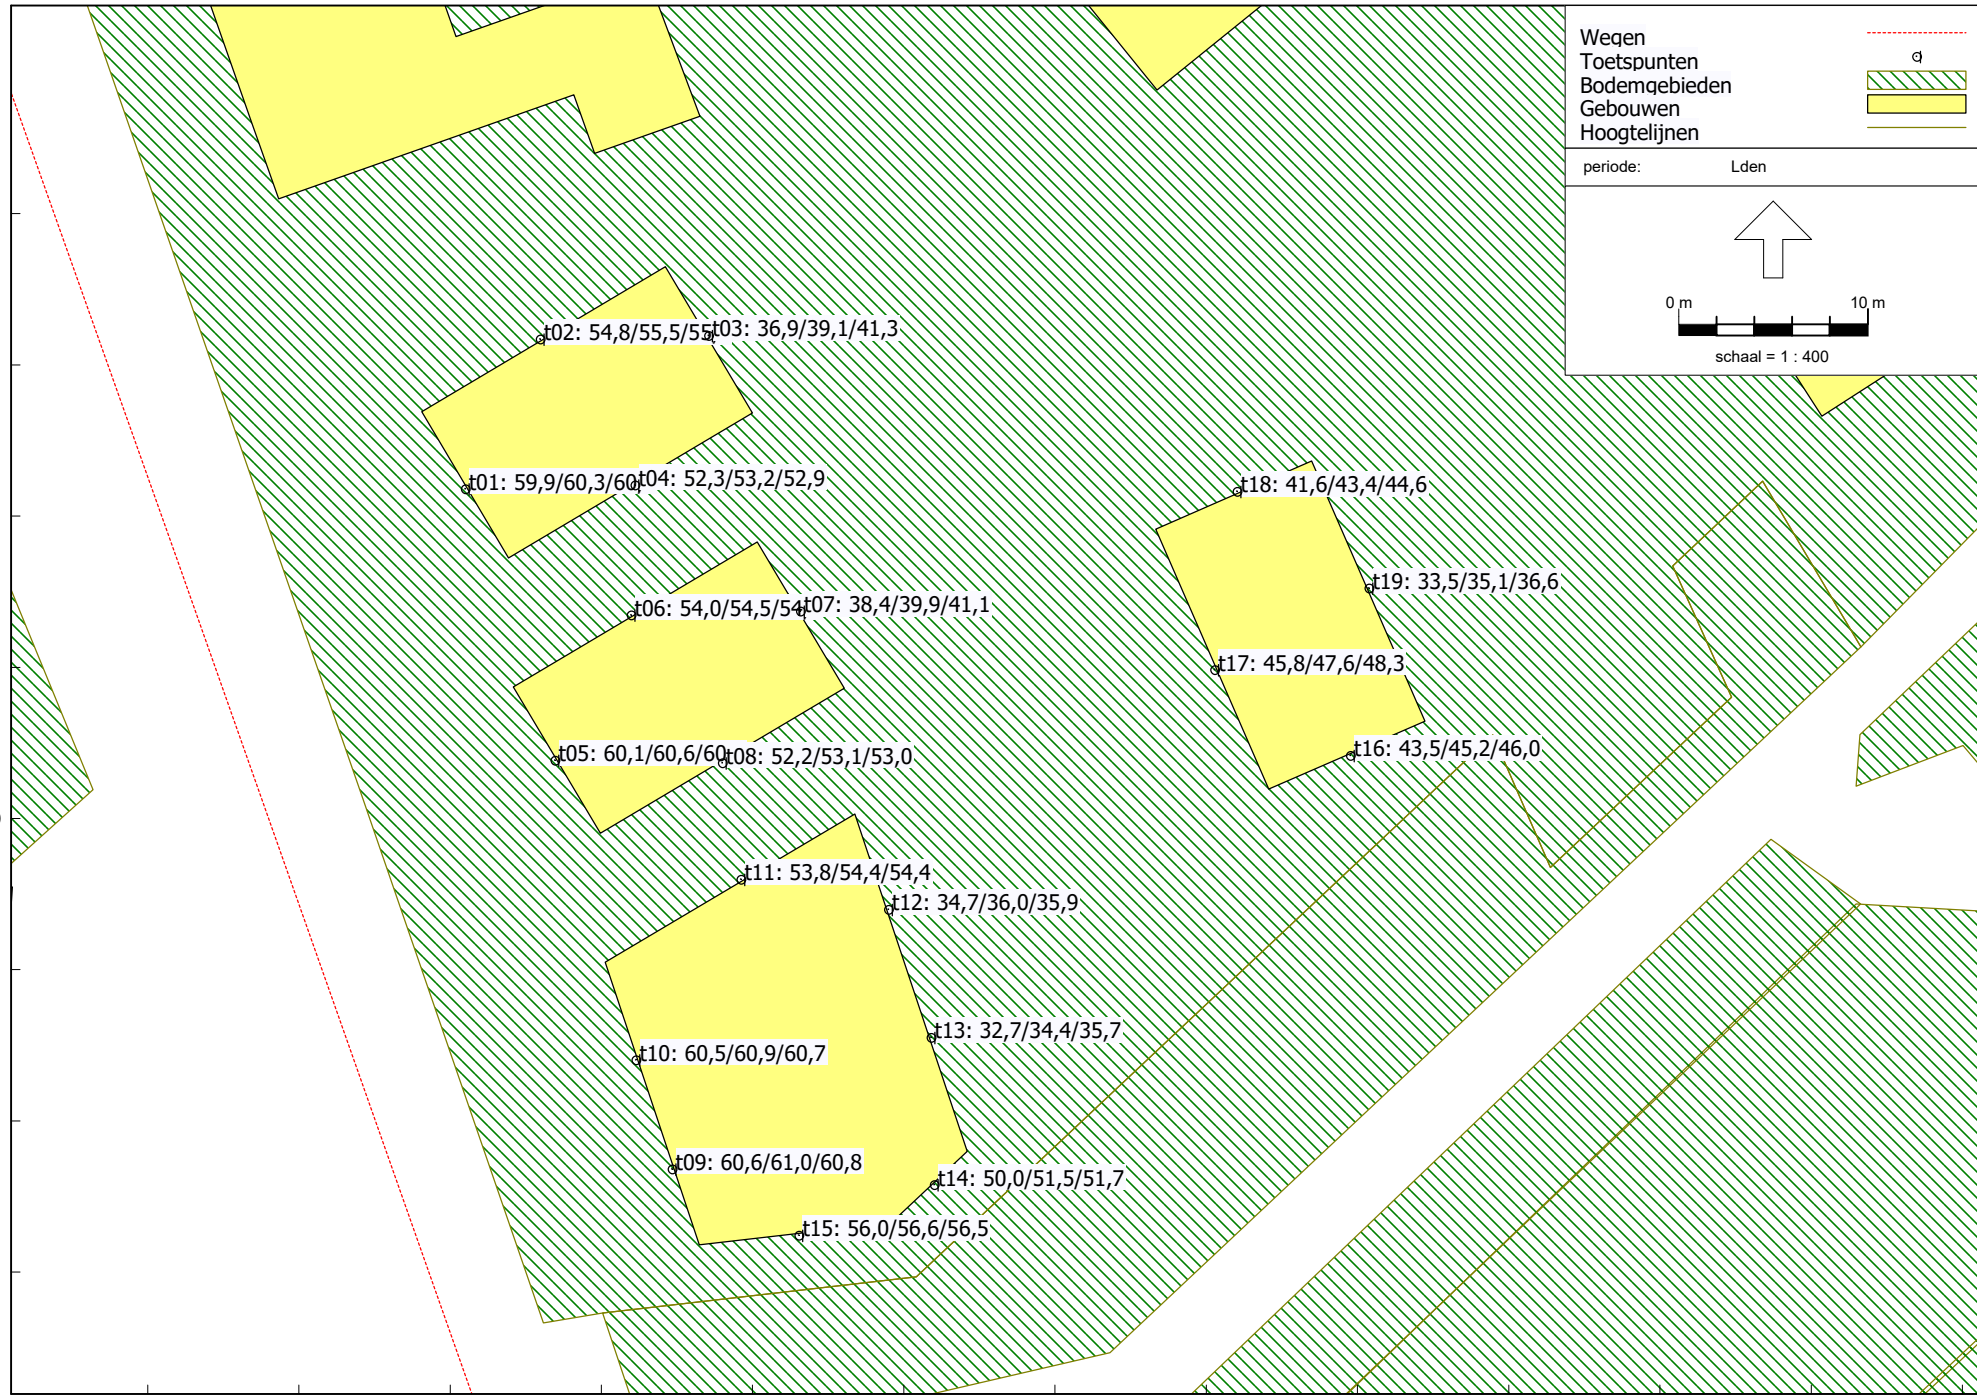 Wegen
Toetspunten
Bodemgebieden
Gebouwen
Hoogtelijnen
periode: Lden
0 m 10 m
schaal = 1 : 400
t02: 54,8/55,5/55
t03: 36,9/39,1/41,3
t01: 59,9/60,3/60
t04: 52,3/53,2/52,9
t18: 41,6/43,4/44,6
t06: 54,0/54,5/54
t07: 38,4/39,9/41,1
t19: 33,5/35,1/36,6
t17: 45,8/47,6/48,3
t05: 60,1/60,6/60
t08: 52,2/53,1/53,0
t16: 43,5/45,2/46,0
t11: 53,8/54,4/54,4
t12: 34,7/36,0/35,9
t13: 32,7/34,4/35,7
t10: 60,5/60,9/60,7
t09: 60,6/61,0/60,8
t14: 50,0/51,5/51,7
t15: 56,0/56,6/56,5